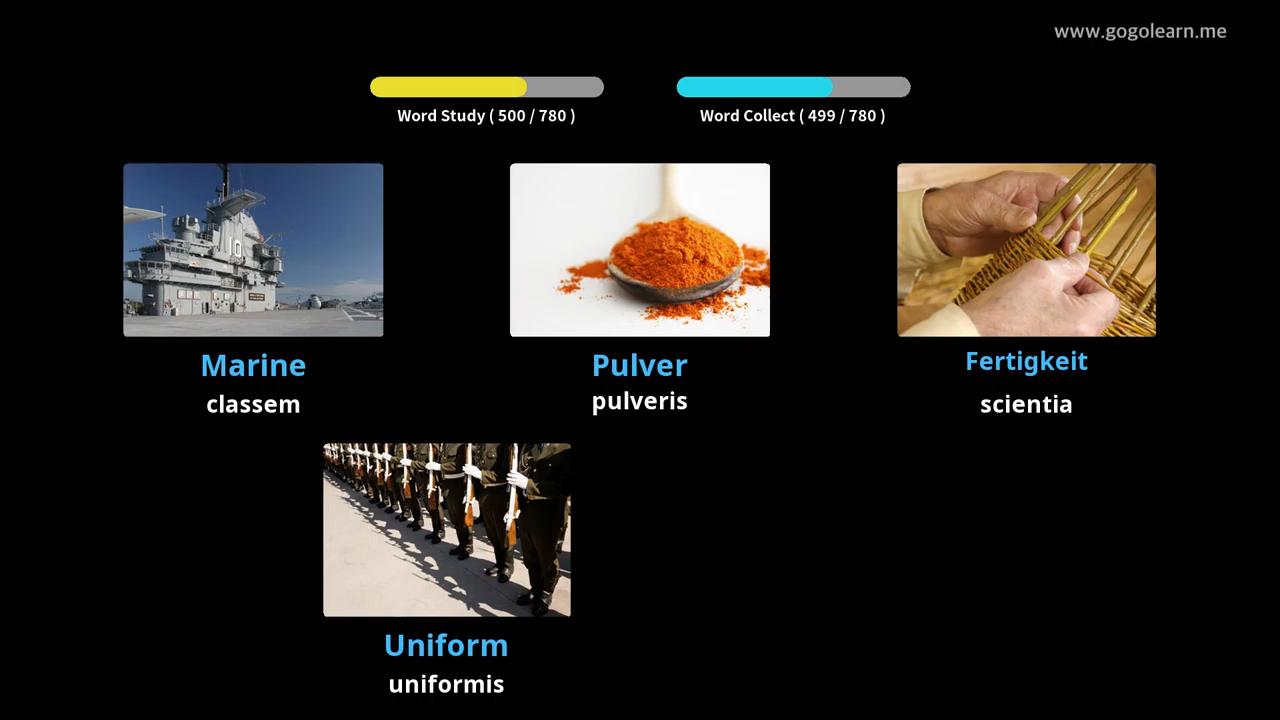 www.gogolearn.me
Word Study ( 500 / 780 )
Word Collect ( 499 / 780 )
10
Marine
classem
Pulver
pulveris
Fertigkeit
scientia
Uniform
uniformis